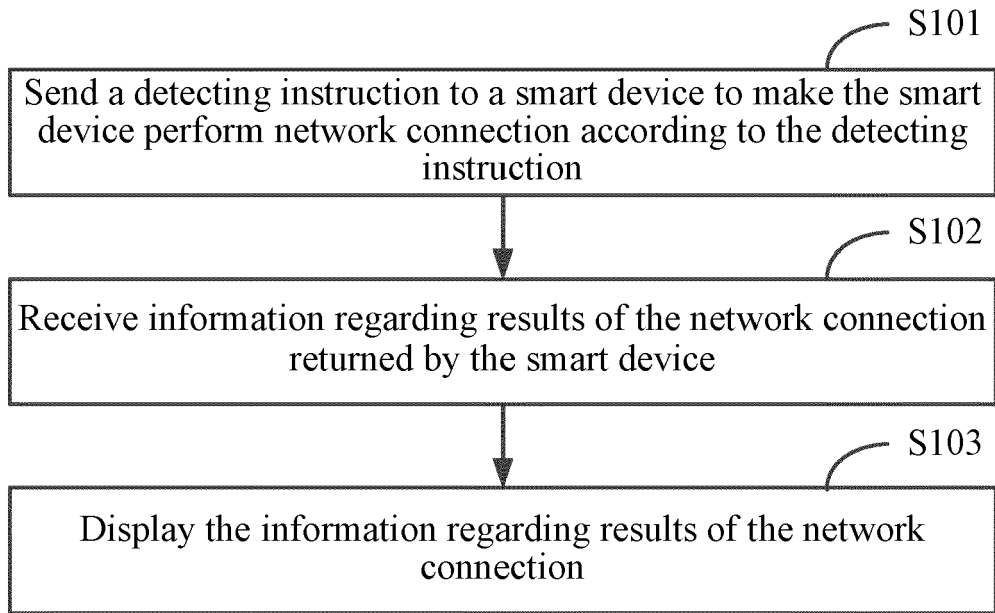 S101
Send a detecting instruction to a smart device to make the smart
device perform network connection according to the detecting
instruction
S102
Receive information regarding results of the network connection
returned by the smart device
S103
Display the information regarding results of the network
connection